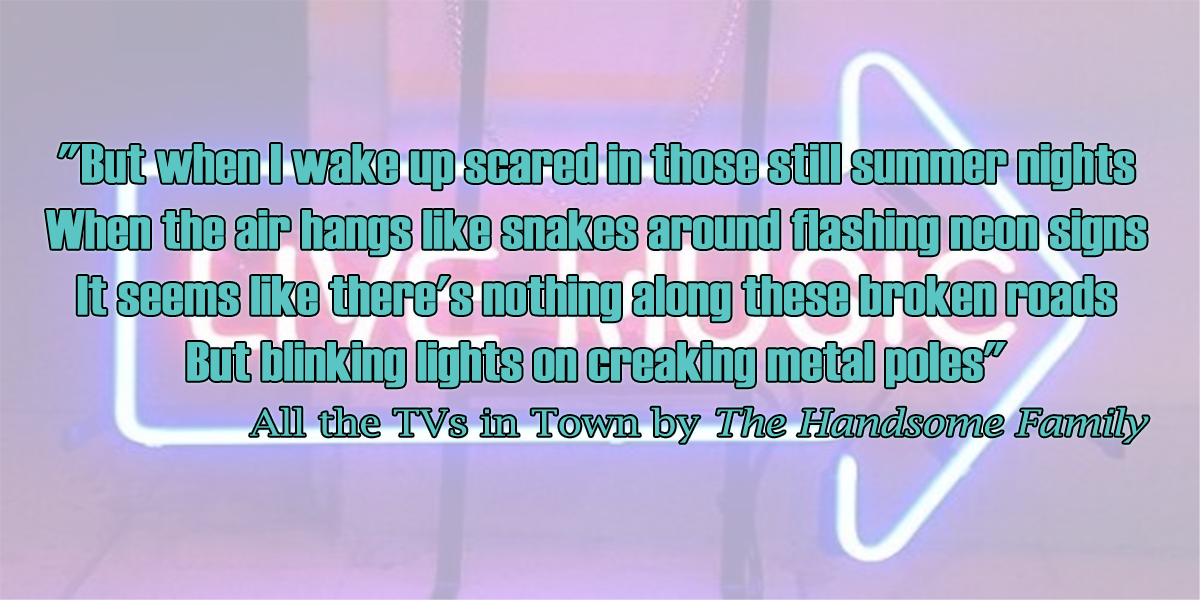 "But when I wake up scared in those still summer nights
When the air hangs like snakes around flashing neon signs
It seems like there's nothing along these broken roads
But blinking lights on creaking metal poles"
All the TVs in Town by The Handsome Family
LIVE MUSIC